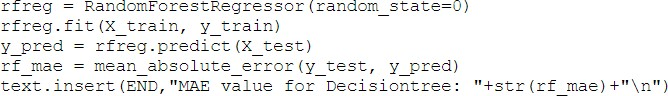 rfreg = RandomForestRegressor(random_state=0)
rfreg.fit(X_train, y_train)
y_pred = rfreg.predict(X_test)
rf_mae = mean_absolute_error(y_test, y_pred)
text.insert(END,"MAE value for Decisiontree: "+str(rf_mae)+"\n")